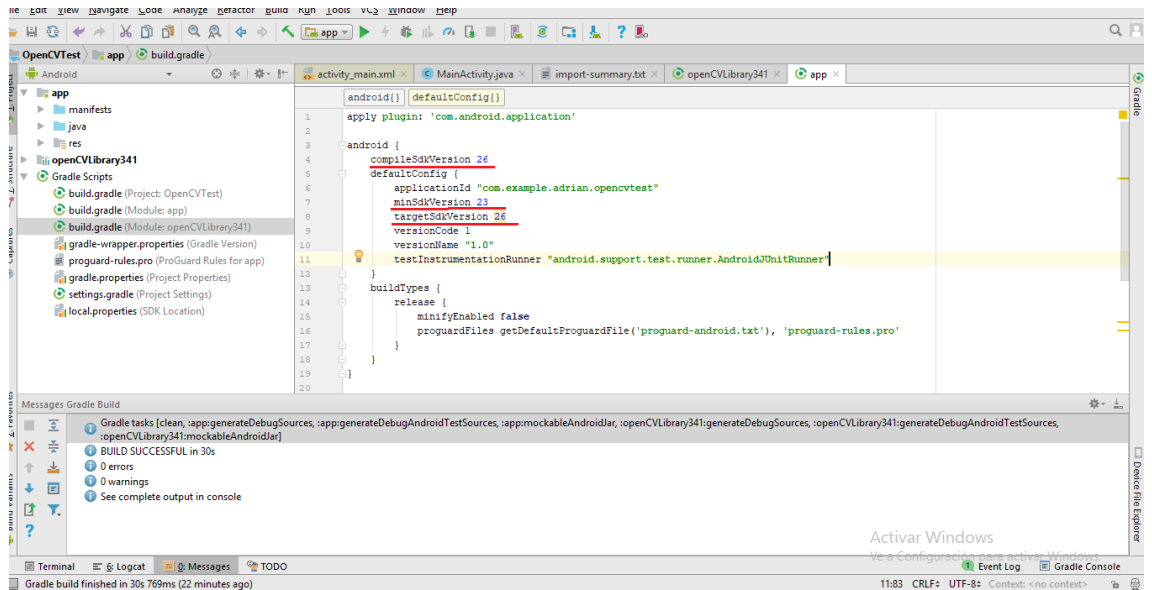 File Edit View Navigate Code Analyze Refactor Build Run Tools VCS Window Help
app
OpenCVTest app build.gradle
Android
activity_main.xml MainActivity.java import-summary.txt openCVLibrary341 app
app
manifests
java
res
openCVLibrary341
Gradle Scripts
build.gradle (Project: OpenCVTest)
build.gradle (Module: app)
build.gradle (Module: openCVLibrary341)
gradle-wrapper.properties (Gradle Version)
proguard-rules.pro (ProGuard Rules for app)
gradle.properties (Project Properties)
settings.gradle (Project Settings)
local.properties (SDK Location)
android{} defaultConfig{}
1 apply plugin: 'com.android.application'
2
3 android {
4 compileSdkVersion 26
5 defaultConfig {
6 applicationId "com.example.adrian.opencvtest"
7 minSdkVersion 23
8 targetSdkVersion 26
9 versionCode 1
10 versionName "1.0"
11 testInstrumentationRunner "android.support.test.runner.AndroidJUnitRunner"
12 }
13 buildTypes {
14 release {
15 minifyEnabled false
16 proguardFiles getDefaultProguardFile('proguard-android.txt'), 'proguard-rules.pro'
17 }
18 }
19 }
20
Gradle
Device File Explorer
Messages Gradle Build
Gradle tasks [clean, :app:generateDebugSources, :app:generateDebugAndroidTestSources, :app:mockableAndroidJar, :openCVLibrary341:generateDebugSources, :openCVLibrary341:generateDebugAndroidTestSources,
:openCVLibrary341:mockableAndroidJar]
BUILD SUCCESSFUL in 30s
0 errors
0 warnings
See complete output in console
Activar Windows
Ve a Configuración para activar Windows.
Terminal 6: Logcat 0: Messages TODO 1 Event Log Gradle Console
Gradle build finished in 30s 769ms (22 minutes ago) 11:83 CRLF UTF-8 Context: <no context>